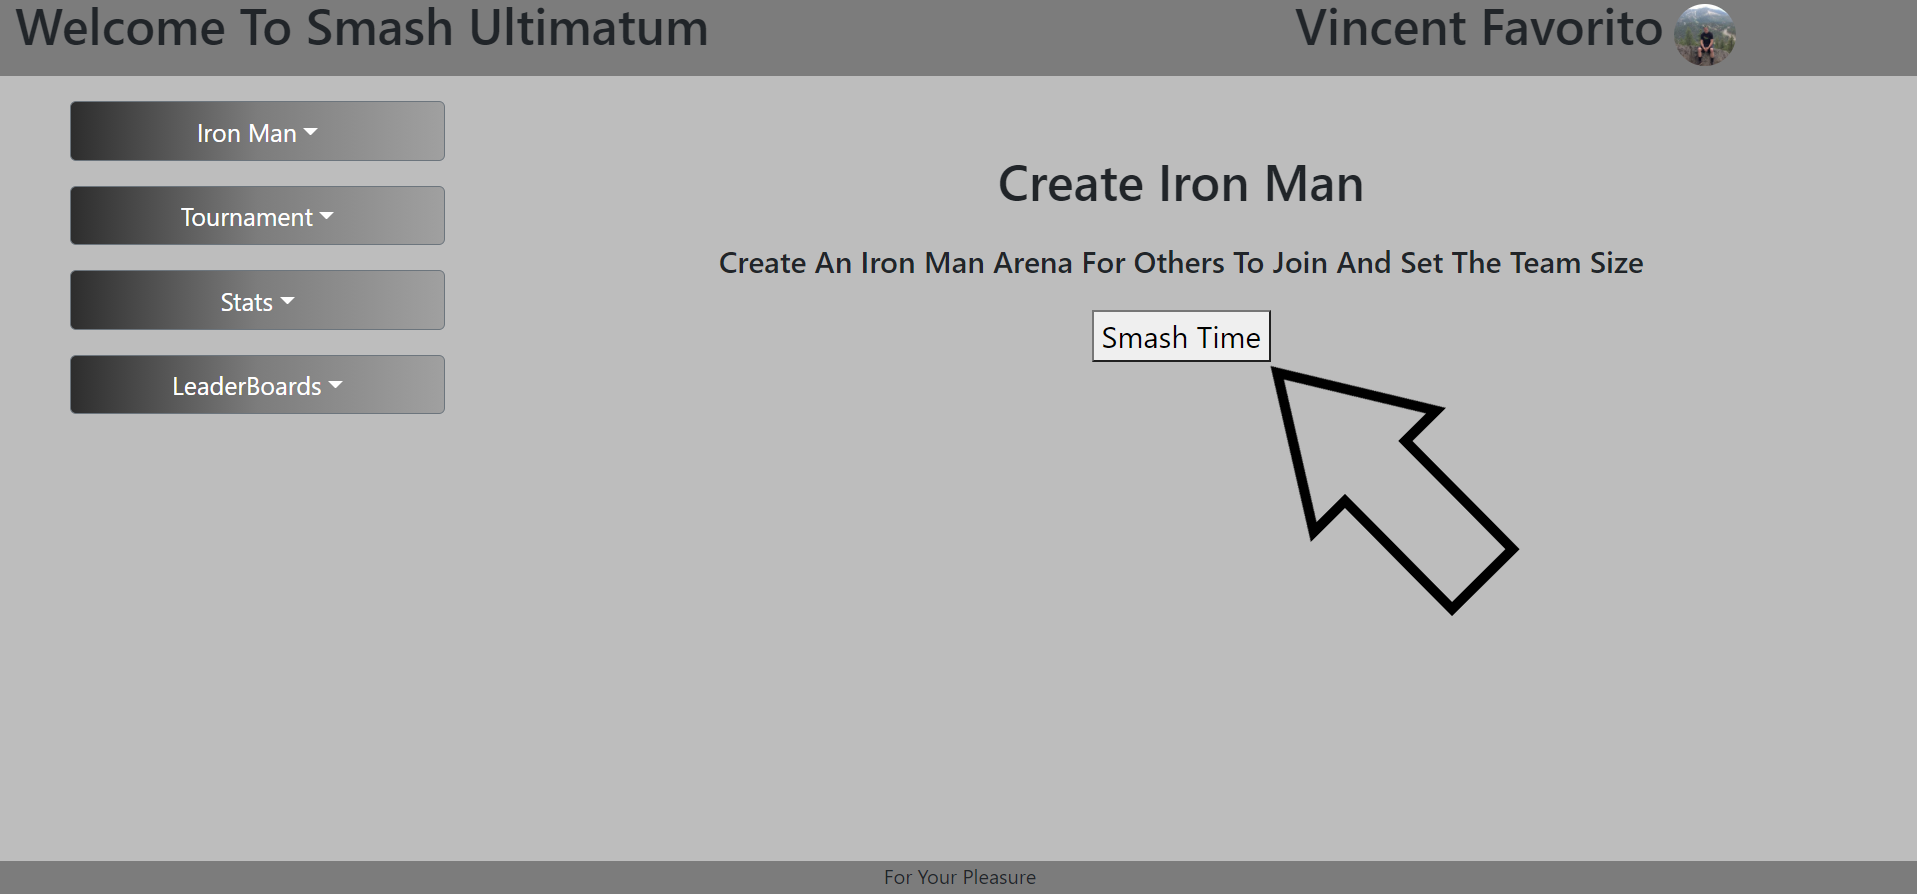 Welcome To Smash Ultimatum
Vincent Favorito
Iron Man
Tournament
Stats
LeaderBoards
Create Iron Man
Create An Iron Man Arena For Others To Join And Set The Team Size
Smash Time
For Your Pleasure